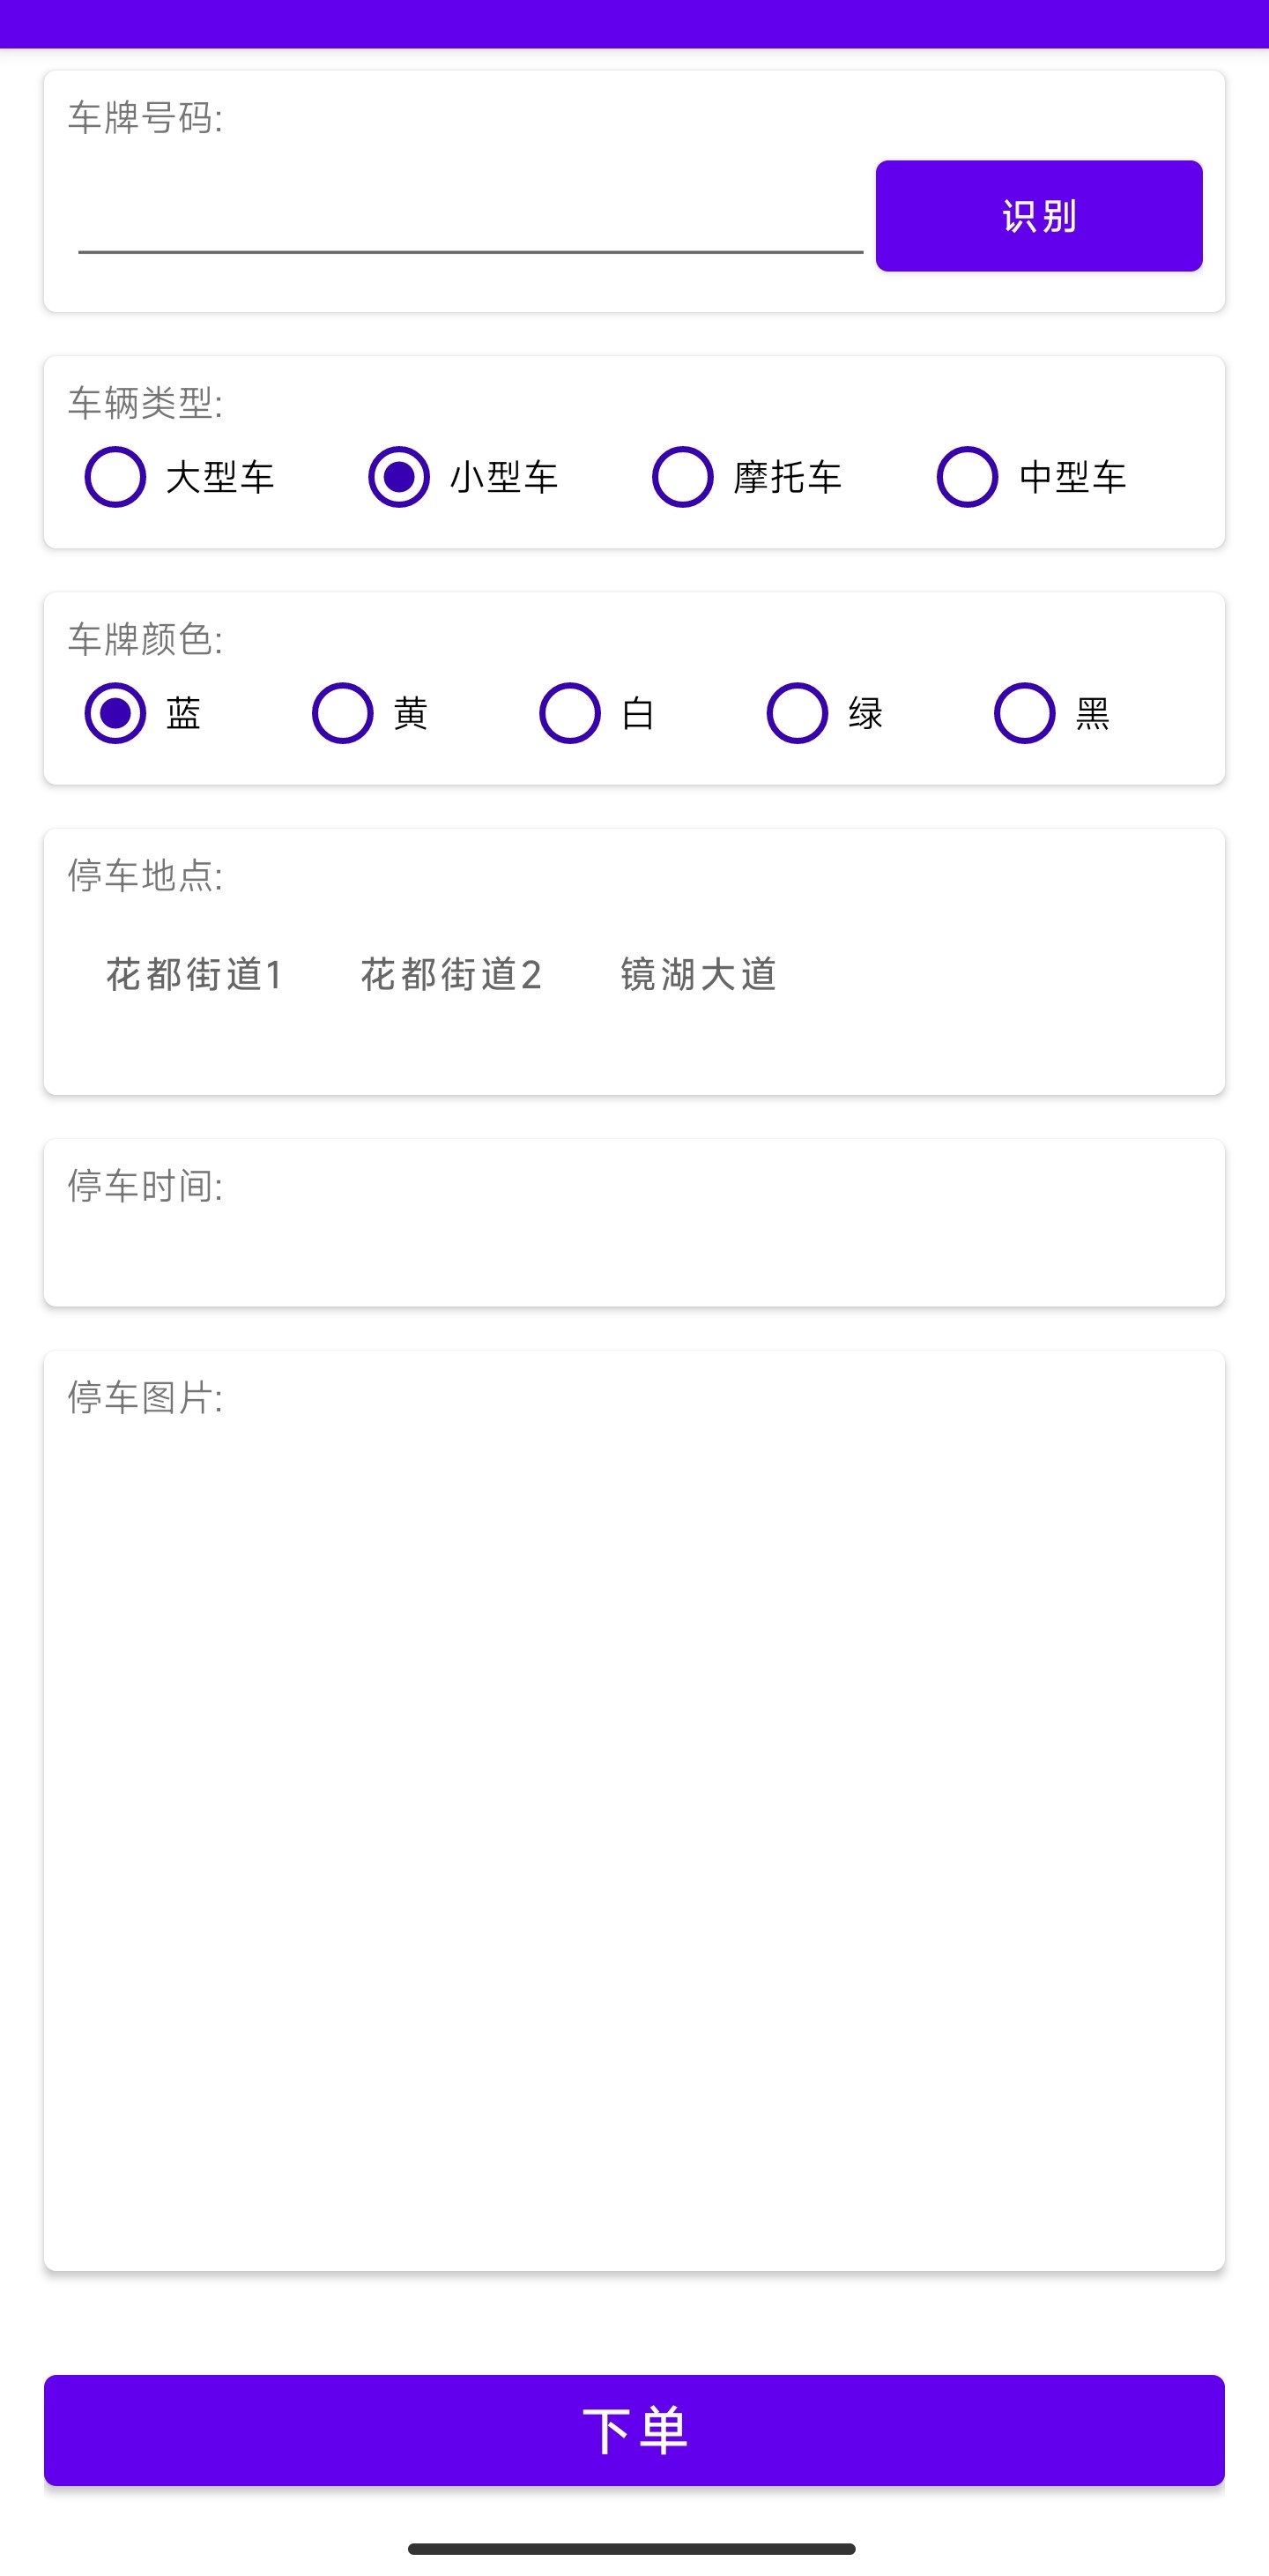 车牌号码:
识别
车辆类型:
大型车 小型车 摩托车 中型车
车牌颜色:
蓝 黄 白 绿 黑
停车地点:
花都街道1 花都街道2 镜湖大道
停车时间:
停车图片:
下单